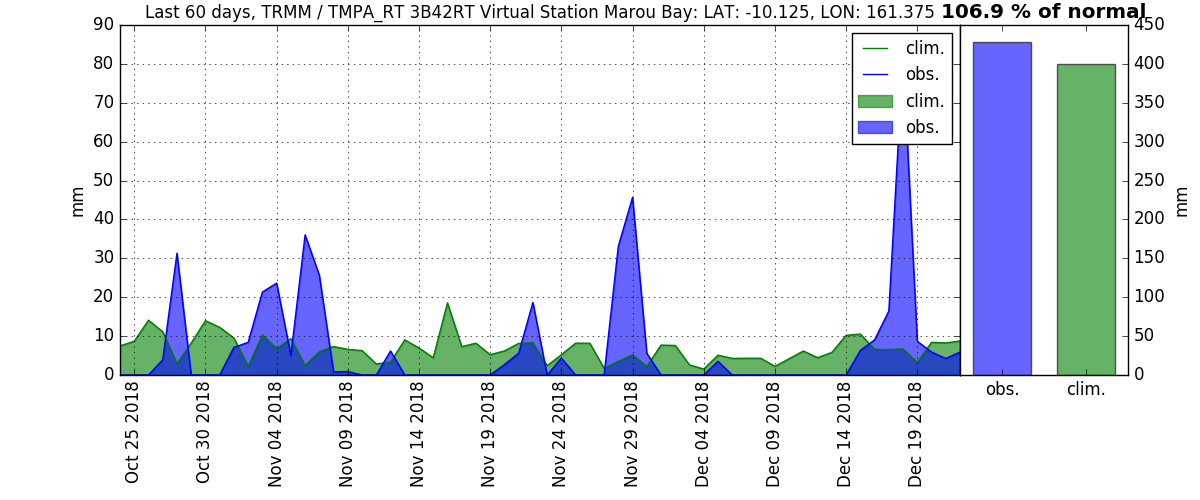 Last 60 days, TRMM / TMPA_RT 3B42RT Virtual Station Marou Bay: LAT: -10.125, LON: 161.375 106.9 % of normal
90
80
70
60
50
40
30
20
10
0
mm
clim.
obs.
clim.
obs.
450
400
350
300
250
200
150
100
50
0
mm
obs.
clim.
Oct 25 2018
Oct 30 2018
Nov 04 2018
Nov 09 2018
Nov 14 2018
Nov 19 2018
Nov 24 2018
Nov 29 2018
Dec 04 2018
Dec 09 2018
Dec 14 2018
Dec 19 2018